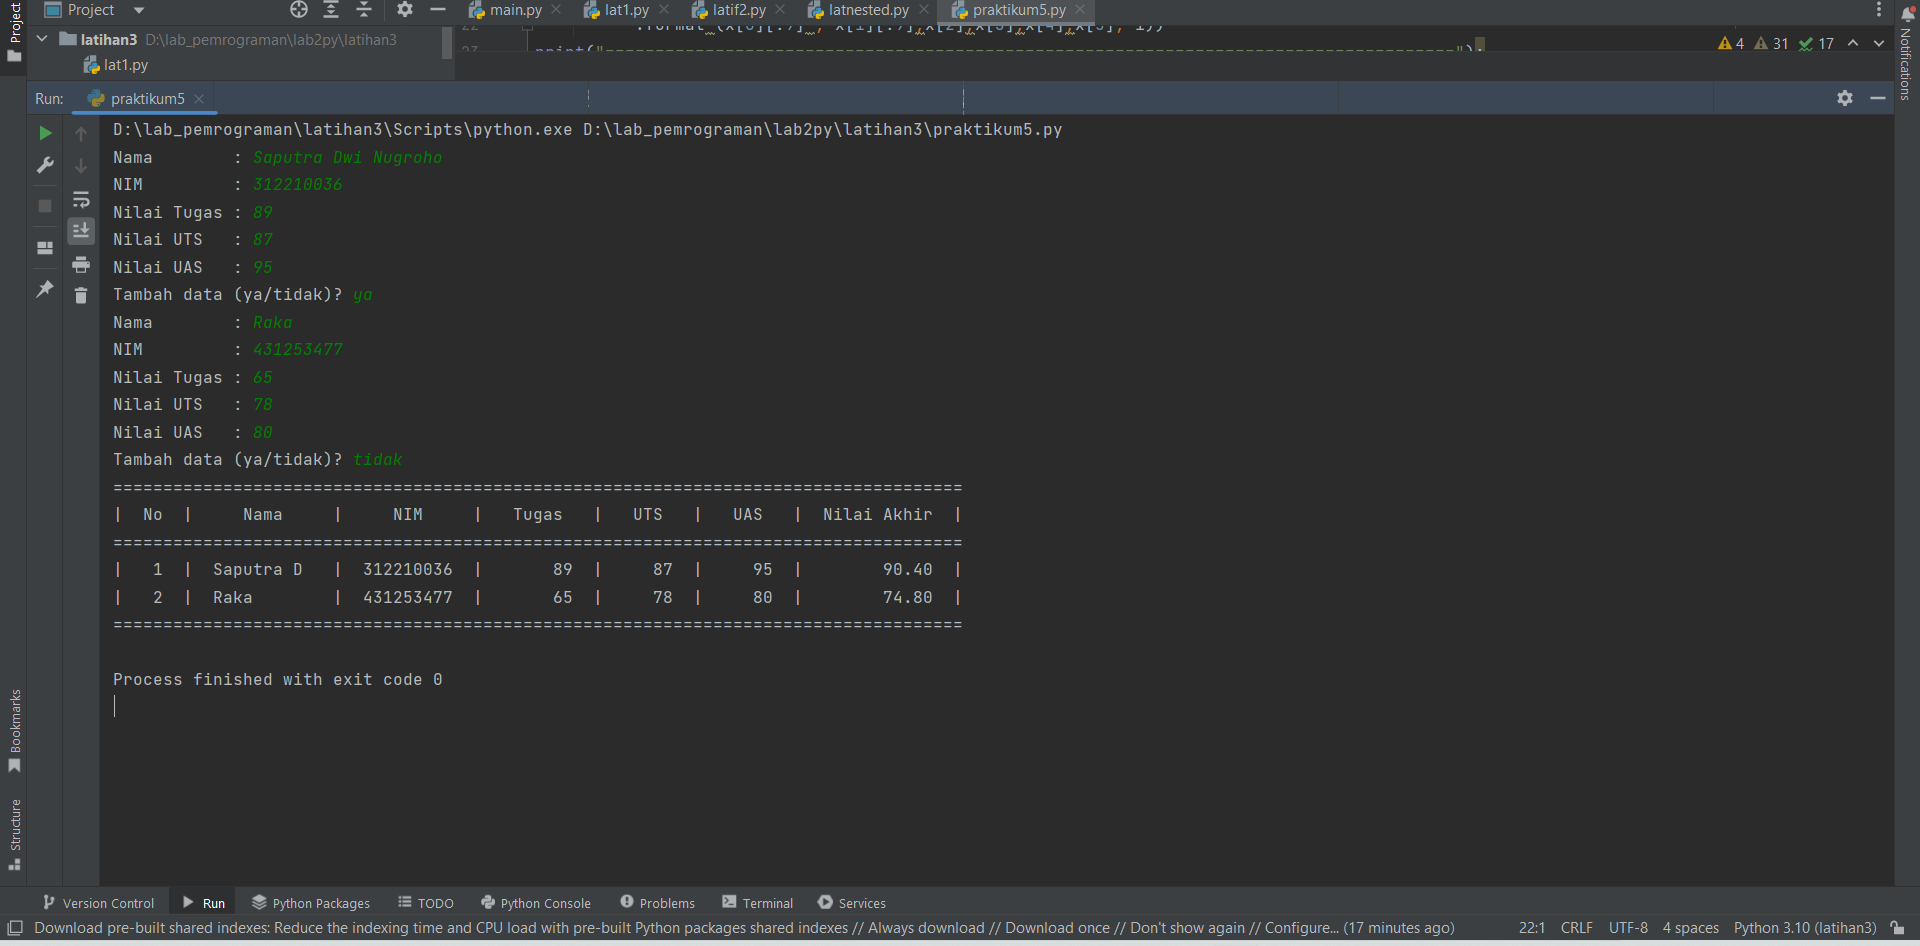 Project
main.py
lat1.py
latif2.py
latnested.py
praktikum5.py
Project
latihan3 D:\lab_pemrograman\lab2py\latihan3
lat1.py
4 31 17
Notifications
Run: praktikum5
D:\lab_pemrograman\latihan3\Scripts\python.exe D:\lab_pemrograman\lab2py\latihan3\praktikum5.py
Nama : Saputra Dwi Nugroho
NIM : 312210036
Nilai Tugas : 89
Nilai UTS : 87
Nilai UAS : 95
Tambah data (ya/tidak)? ya
Nama : Raka
NIM : 431253477
Nilai Tugas : 65
Nilai UTS : 78
Nilai UAS : 80
Tambah data (ya/tidak)? tidak
=====================================================================================
| No | Nama | NIM | Tugas | UTS | UAS | Nilai Akhir |
=====================================================================================
| 1 | Saputra D | 312210036 | 89 | 87 | 95 | 90.40 |
| 2 | Raka | 431253477 | 65 | 78 | 80 | 74.80 |
=====================================================================================
Process finished with exit code 0
Bookmarks
Structure
Version Control Run Python Packages TODO Python Console Problems Terminal Services
Download pre-built shared indexes: Reduce the indexing time and CPU load with pre-built Python packages shared indexes // Always download // Download once // Don't show again // Configure... (17 minutes ago) 22:1 CRLF UTF-8 4 spaces Python 3.10 (latihan3)